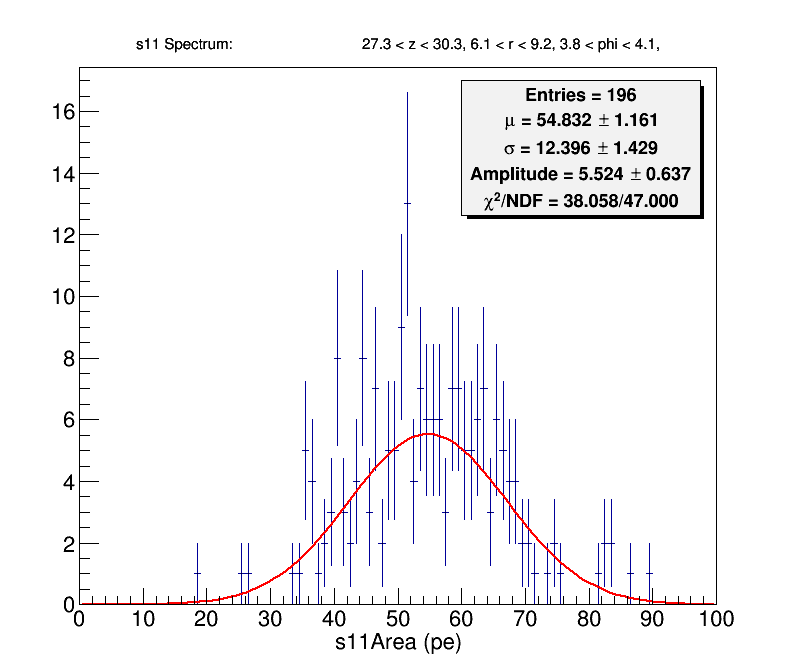 s11 Spectrum: 27.3 < z < 30.3, 6.1 < r < 9.2, 3.8 < phi < 4.1,
Entries = 196
μ = 54.832 ± 1.161
σ = 12.396 ± 1.429
Amplitude = 5.524 ± 0.637
χ²/NDF = 38.058/47.000
16
14
12
10
8
6
4
2
0
0 10 20 30 40 50 60 70 80 90 100
s11Area (pe)